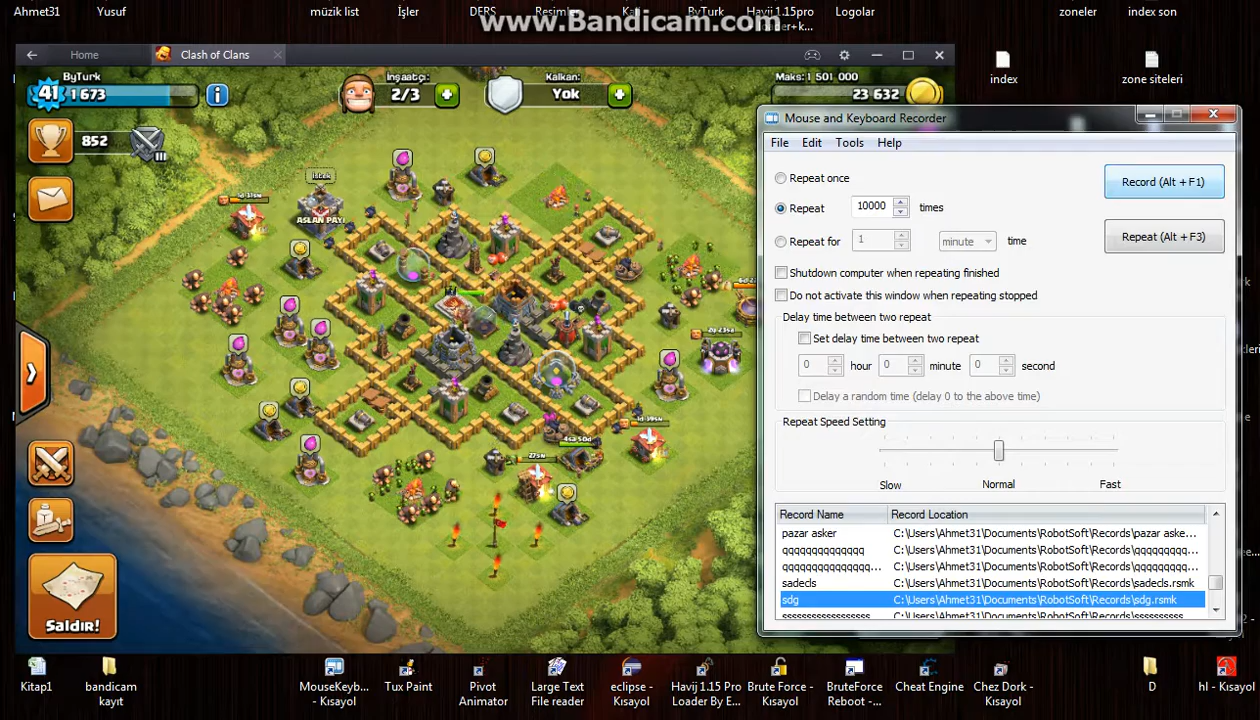 Ahmet31
Yusuf
müzik list
İşler
DERS
Resimler
ByTurk
Havij 1.15pro
Logolar
zoneler
index son
www.Bandicam.com
Home
Clash of Clans
index
zone siteleri
ByTurk
41
1 673
İnşaatçı:
2/3
Kalkan:
Yok
Maks: 1 501 000
23 632
852
III
İSTEK
ASLAN PAYI
Saldır!
Mouse and Keyboard Recorder
File Edit Tools Help
Repeat once
Record (Alt + F1)
Repeat 10000 times
Repeat (Alt + F3)
Repeat for 1 minute time
Shutdown computer when repeating finished
Do not activate this window when repeating stopped
Delay time between two repeat
Set delay time between two repeat
0 hour 0 minute 0 second
Delay a random time (delay 0 to the above time)
Repeat Speed Setting
Slow Normal Fast
Record Name Record Location
pazar asker C:\Users\Ahmet31\Documents\RobotSoft\Records\pazar aske...
qqqqqqqqqqqqqq C:\Users\Ahmet31\Documents\RobotSoft\Records\qqqqqqqqq...
qqqqqqqqqqqqqqq... C:\Users\Ahmet31\Documents\RobotSoft\Records\qqqqqqqqq...
sadecls C:\Users\Ahmet31\Documents\RobotSoft\Records\sadecls.rsmk
sdg C:\Users\Ahmet31\Documents\RobotSoft\Records\sdg.rsmk
Kitap1
bandicam
kayıt
MouseKeyb...
- Kısayol
Tux Paint
Pivot
Animator
Large Text
File reader
eclipse -
Kısayol
Havij 1.15 Pro
Loader By E...
Brute Force -
Kısayol
BruteForce
Reboot -...
Cheat Engine
Chez Dork -
Kısayol
D
hl - Kısayol